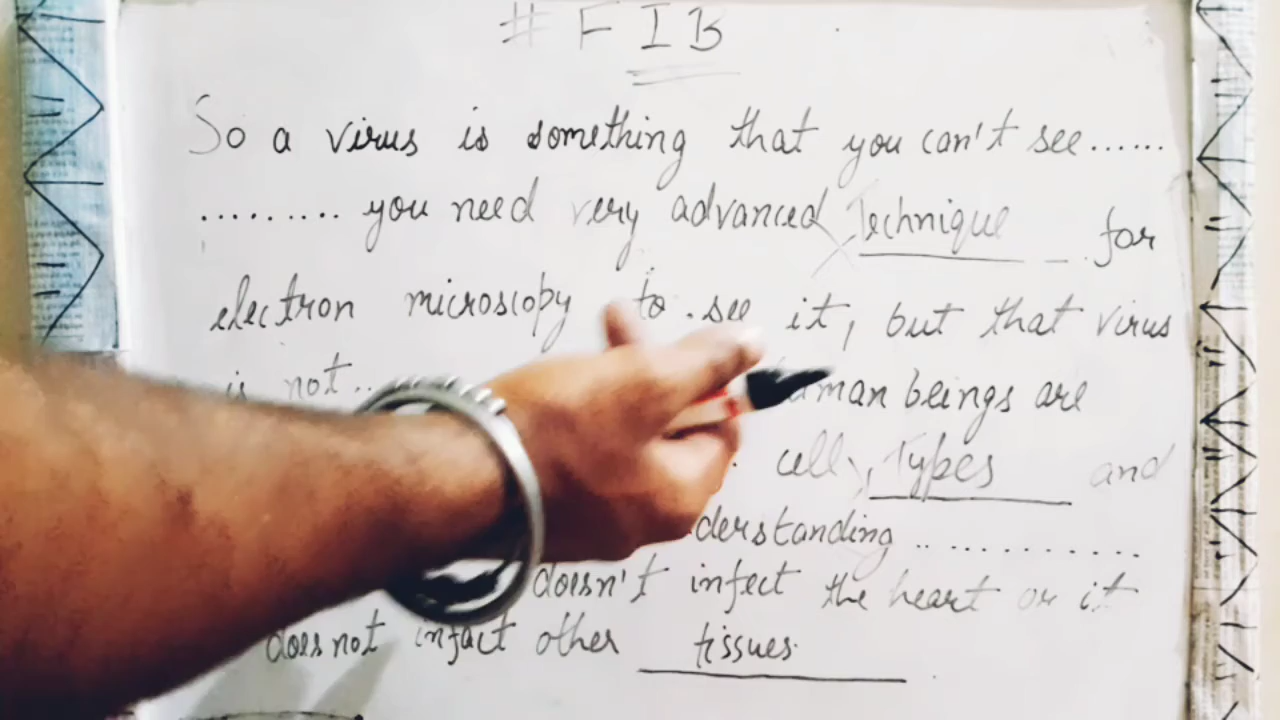 # FIB
So a virus is something that you can't see......
.......... you need very advanced Technique for
electron microscopy to see it, but that virus
is not.. human beings are
cell, Types and
derstanding .............
doesn't infect the heart or it
does not infect other tissues.